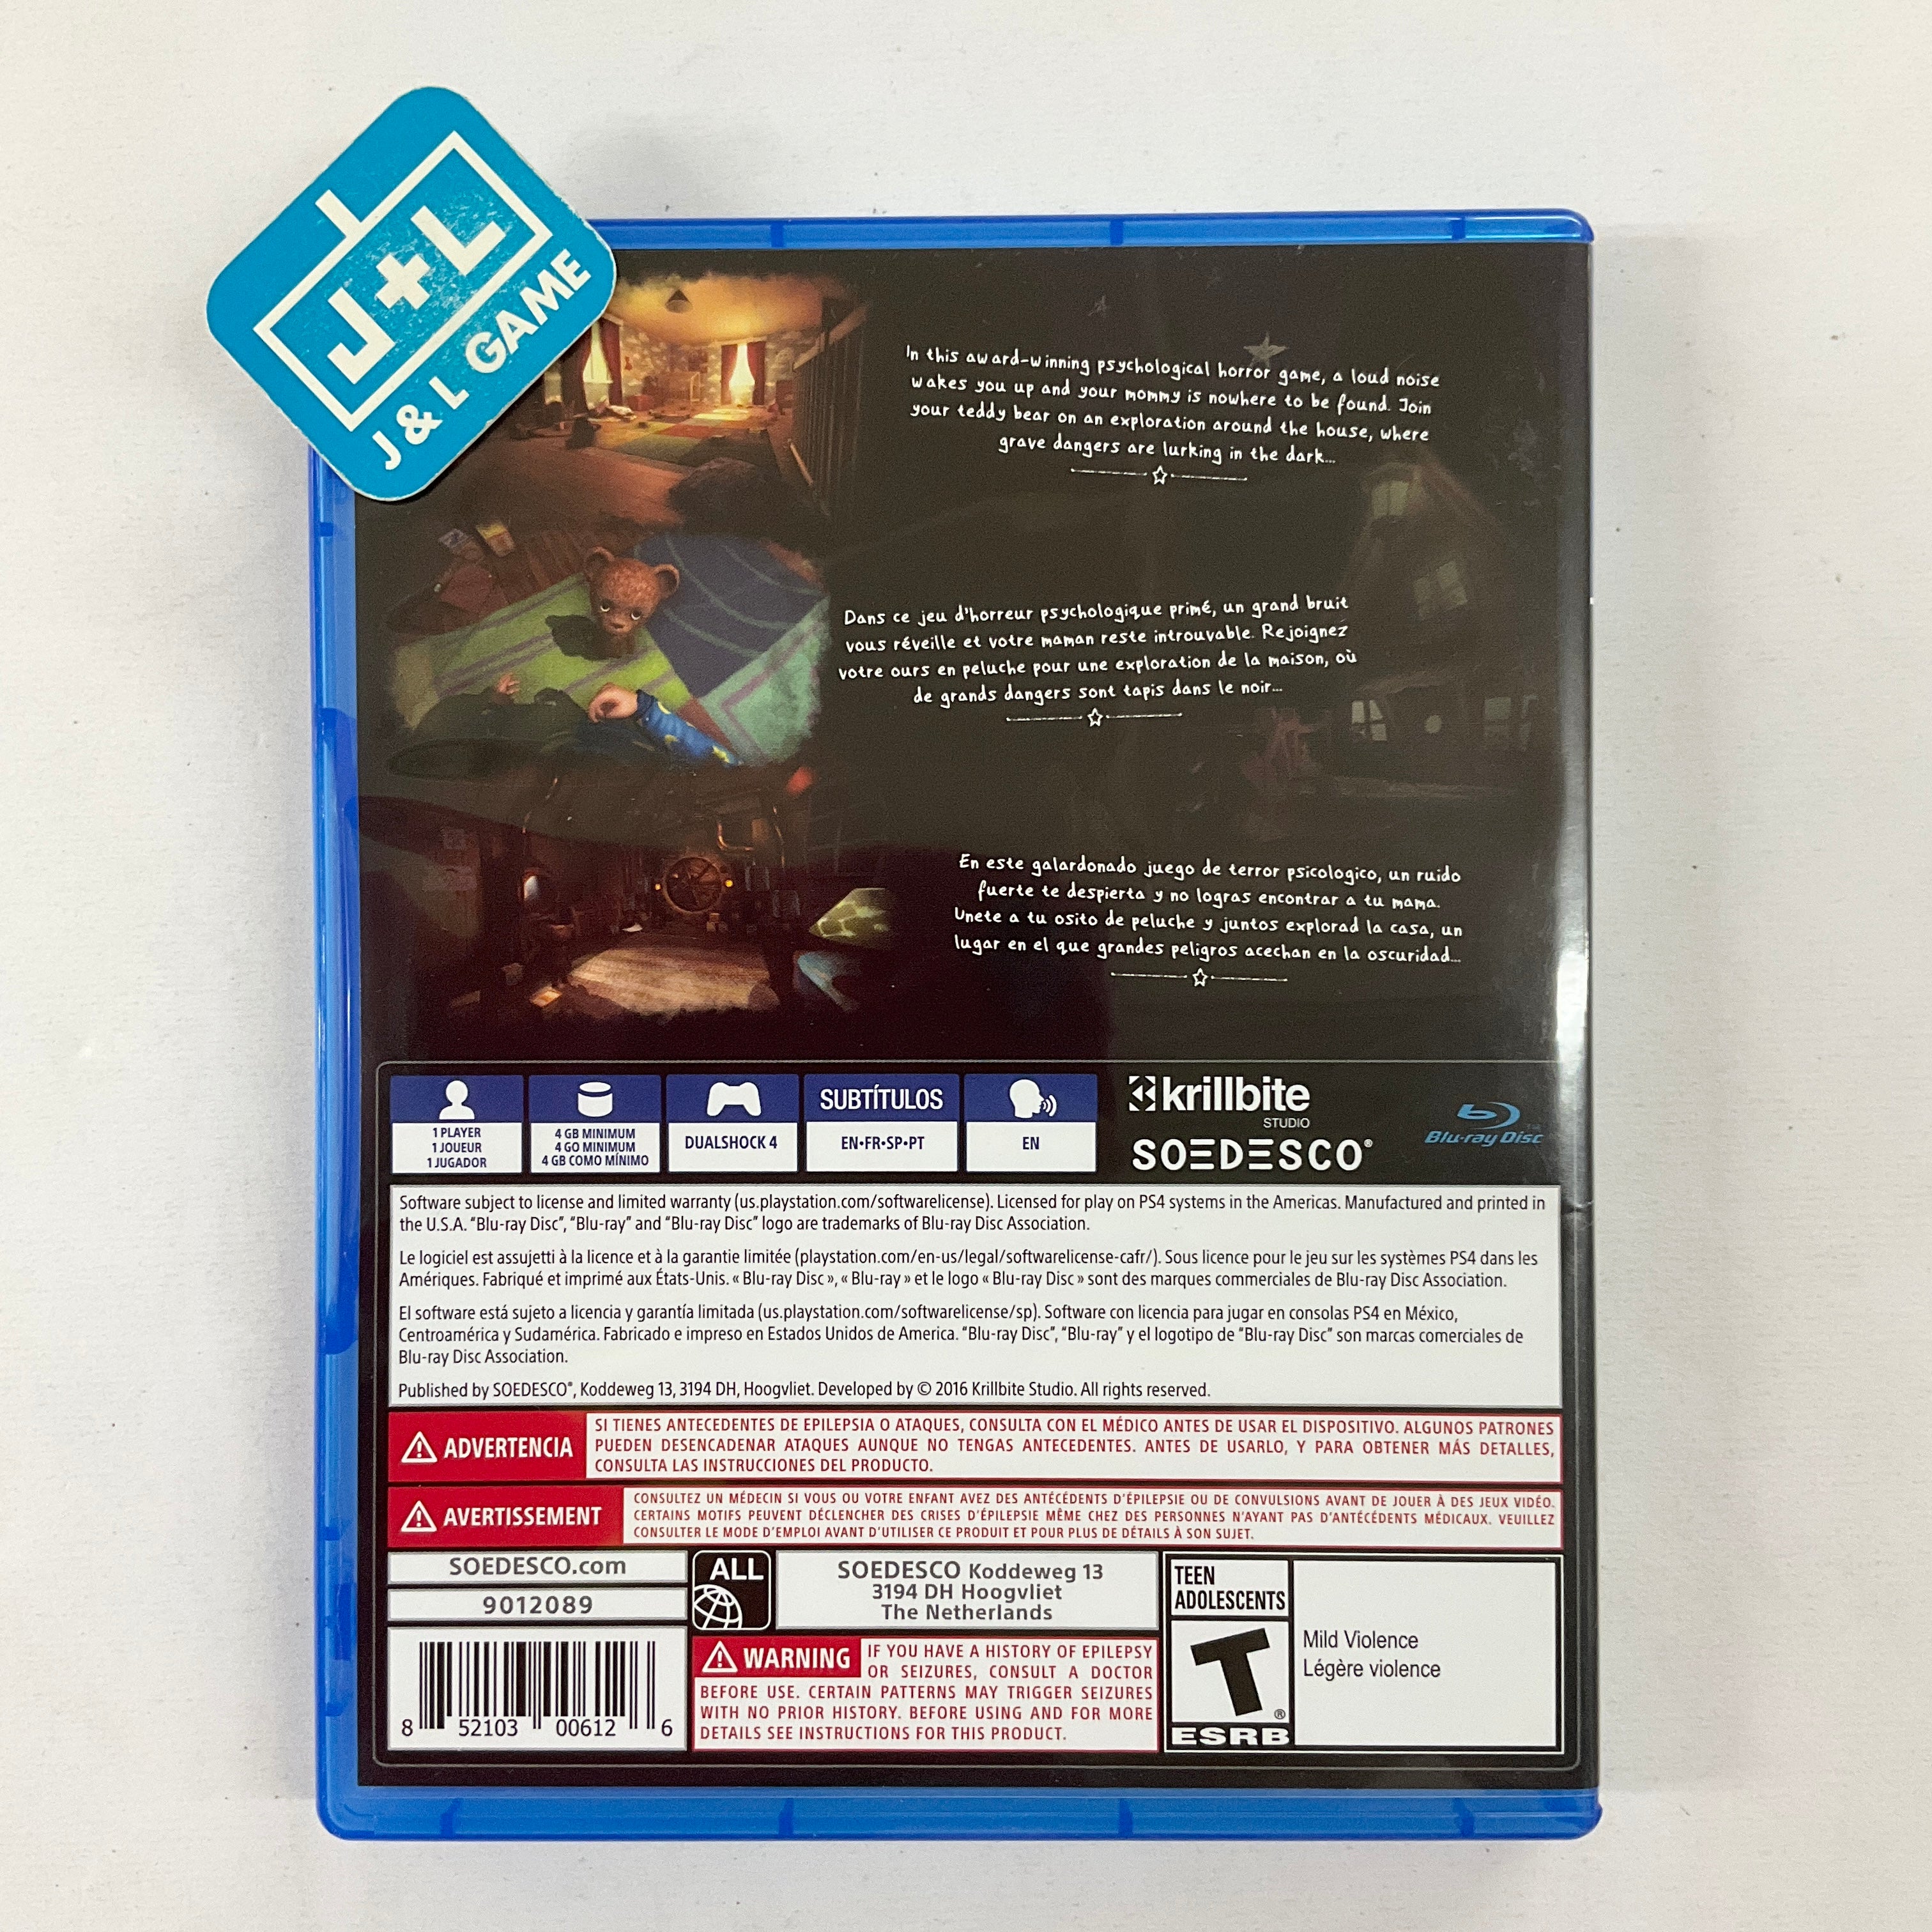 J+L
J & L GAME
In this award-winning psychological horror game, a loud noise
wakes you up and your mommy is nowhere to be found. Join
your teddy bear on an exploration around the house, where
grave dangers are lurking in the dark...
Dans ce jeu d'horreur psychologique primé, un grand bruit
vous réveille et votre maman reste introuvable. Rejoignez
votre ours en peluche pour une exploration de la maison, où
de grands dangers sont tapis dans le noir...
En este galardonado juego de terror psicologico, un ruido
fuerte te despierta y no logras encontrar a tu mama.
Unete a tu osito de peluche y juntos explorad la casa, un
lugar en el que grandes peligros acechan en la oscuridad...
1 PLAYER
1 JOUEUR
1 JUGADOR
4 GB MINIMUM
4 GO MINIMUM
4 GB COMO MÍNIMO
DUALSHOCK 4
SUBTÍTULOS
EN•FR•SP•PT
EN
krillbite
STUDIO
SOEDESCO®
Blu-ray Disc™
Software subject to license and limited warranty (us.playstation.com/softwarelicense). Licensed for play on PS4 systems in the Americas. Manufactured and printed in
the U.S.A. "Blu-ray Disc", "Blu-ray" and "Blu-ray Disc" logo are trademarks of Blu-ray Disc Association.
Le logiciel est assujetti à la licence et à la garantie limitée (playstation.com/en-us/legal/softwarelicense-cafr/). Sous licence pour le jeu sur les systèmes PS4 dans les
Amériques. Fabriqué et imprimé aux États-Unis. « Blu-ray Disc », « Blu-ray » et le logo « Blu-ray Disc » sont des marques commerciales de Blu-ray Disc Association.
El software está sujeto a licencia y garantía limitada (us.playstation.com/softwarelicense/sp). Software con licencia para jugar en consolas PS4 en México,
Centroamérica y Sudamérica. Fabricado e impreso en Estados Unidos de America. "Blu-ray Disc", "Blu-ray" y el logotipo de "Blu-ray Disc" son marcas comerciales de
Blu-ray Disc Association.
Published by SOEDESCO®, Koddeweg 13, 3194 DH, Hoogvliet. Developed by © 2016 Krillbite Studio. All rights reserved.
ADVERTENCIA
SI TIENES ANTECEDENTES DE EPILEPSIA O ATAQUES, CONSULTA CON EL MÉDICO ANTES DE USAR EL DISPOSITIVO. ALGUNOS PATRONES
PUEDEN DESENCADENAR ATAQUES AUNQUE NO TENGAS ANTECEDENTES. ANTES DE USARLO, Y PARA OBTENER MÁS DETALLES,
CONSULTA LAS INSTRUCCIONES DEL PRODUCTO.
AVERTISSEMENT
CONSULTEZ UN MÉDECIN SI VOUS OU VOTRE ENFANT AVEZ DES ANTÉCÉDENTS D'ÉPILEPSIE OU DE CONVULSIONS AVANT DE JOUER À DES JEUX VIDÉO.
CERTAINS MOTIFS PEUVENT DÉCLENCHER DES CRISES D'ÉPILEPSIE MÊME CHEZ DES PERSONNES N'AYANT PAS D'ANTÉCÉDENTS MÉDICAUX. VEUILLEZ
CONSULTER LE MODE D'EMPLOI AVANT D'UTILISER CE PRODUIT ET POUR PLUS DE DÉTAILS À SON SUJET.
SOEDESCO.com
9012089
8 52103 00612 6
ALL
SOEDESCO Koddeweg 13
3194 DH Hoogvliet
The Netherlands
WARNING
IF YOU HAVE A HISTORY OF EPILEPSY
OR SEIZURES, CONSULT A DOCTOR
BEFORE USE. CERTAIN PATTERNS MAY TRIGGER SEIZURES
WITH NO PRIOR HISTORY. BEFORE USING AND FOR MORE
DETAILS SEE INSTRUCTIONS FOR THIS PRODUCT.
TEEN
ADOLESCENTS
T
®
ESRB
Mild Violence
Légère violence